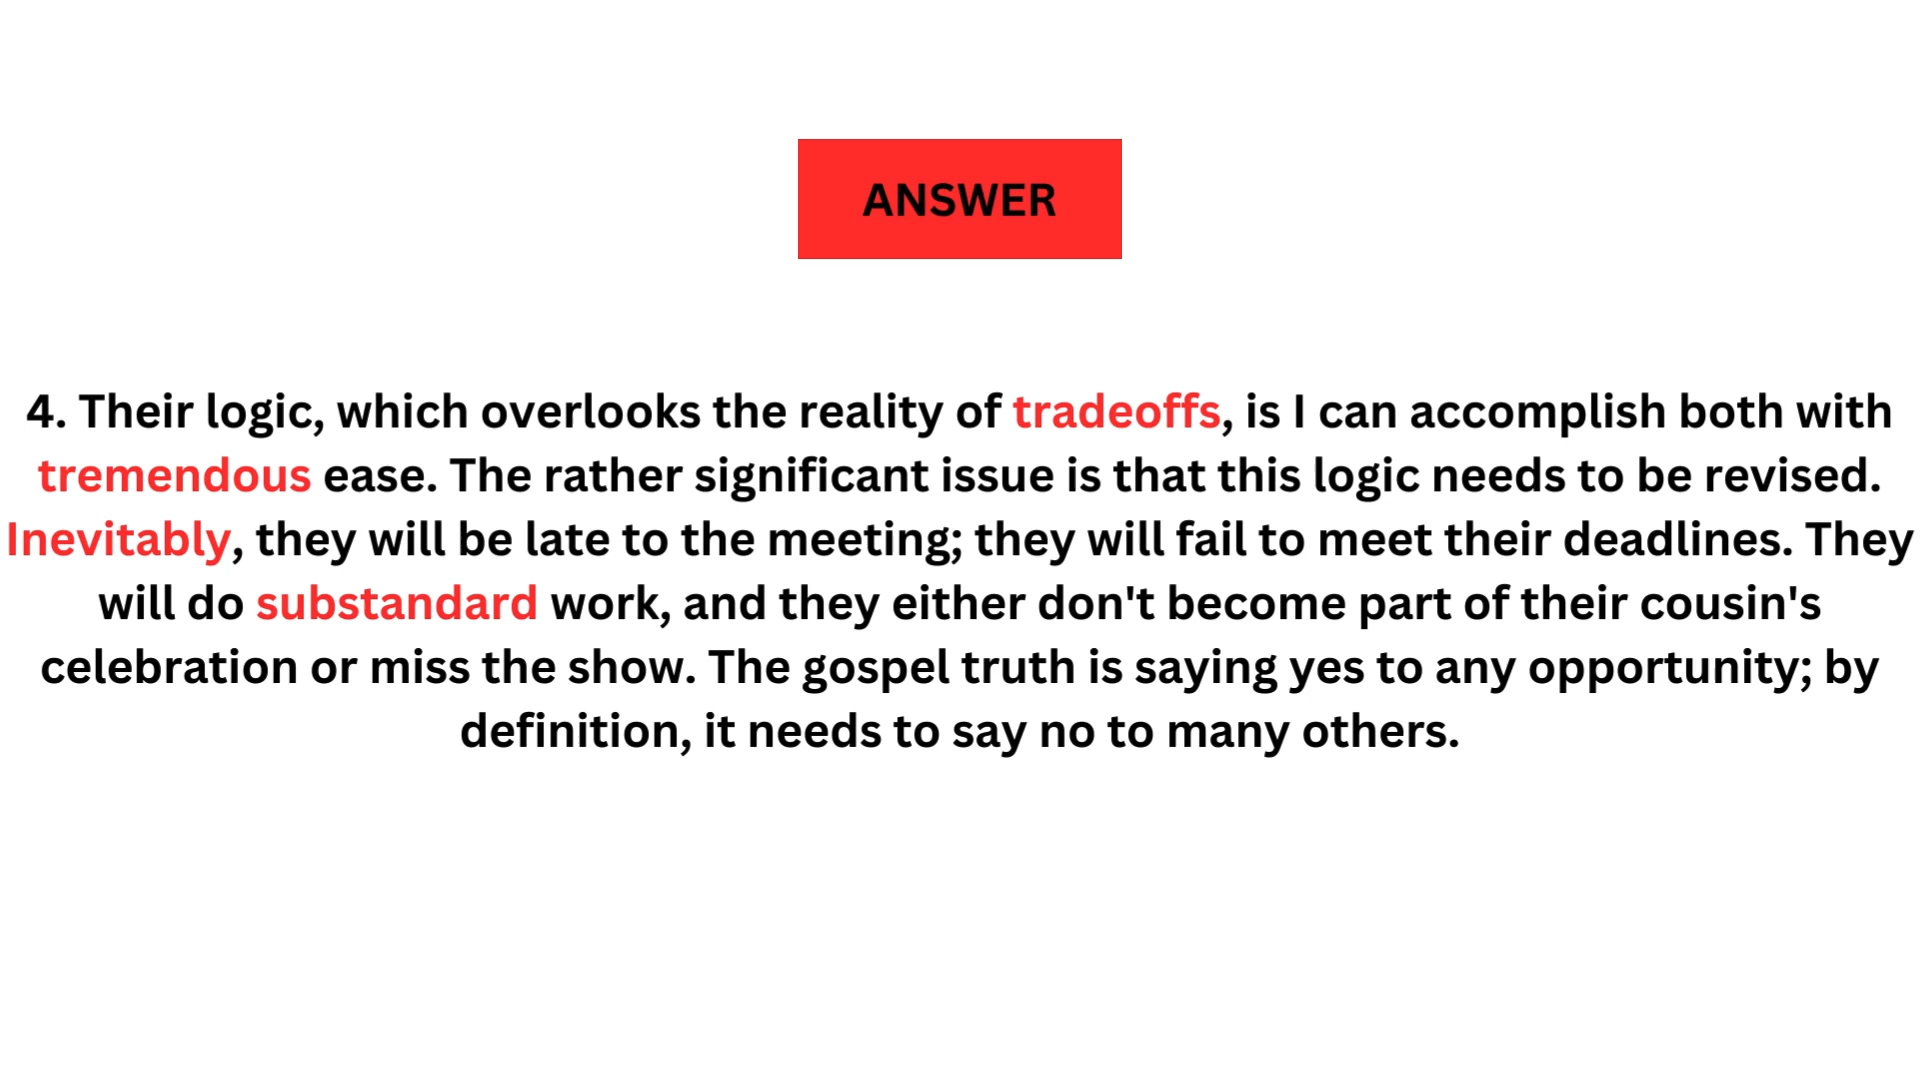 ANSWER
4. Their logic, which overlooks the reality of tradeoffs, is I can accomplish both with
tremendous ease. The rather significant issue is that this logic needs to be revised.
Inevitably, they will be late to the meeting; they will fail to meet their deadlines. They
will do substandard work, and they either don't become part of their cousin's
celebration or miss the show. The gospel truth is saying yes to any opportunity; by
definition, it needs to say no to many others.